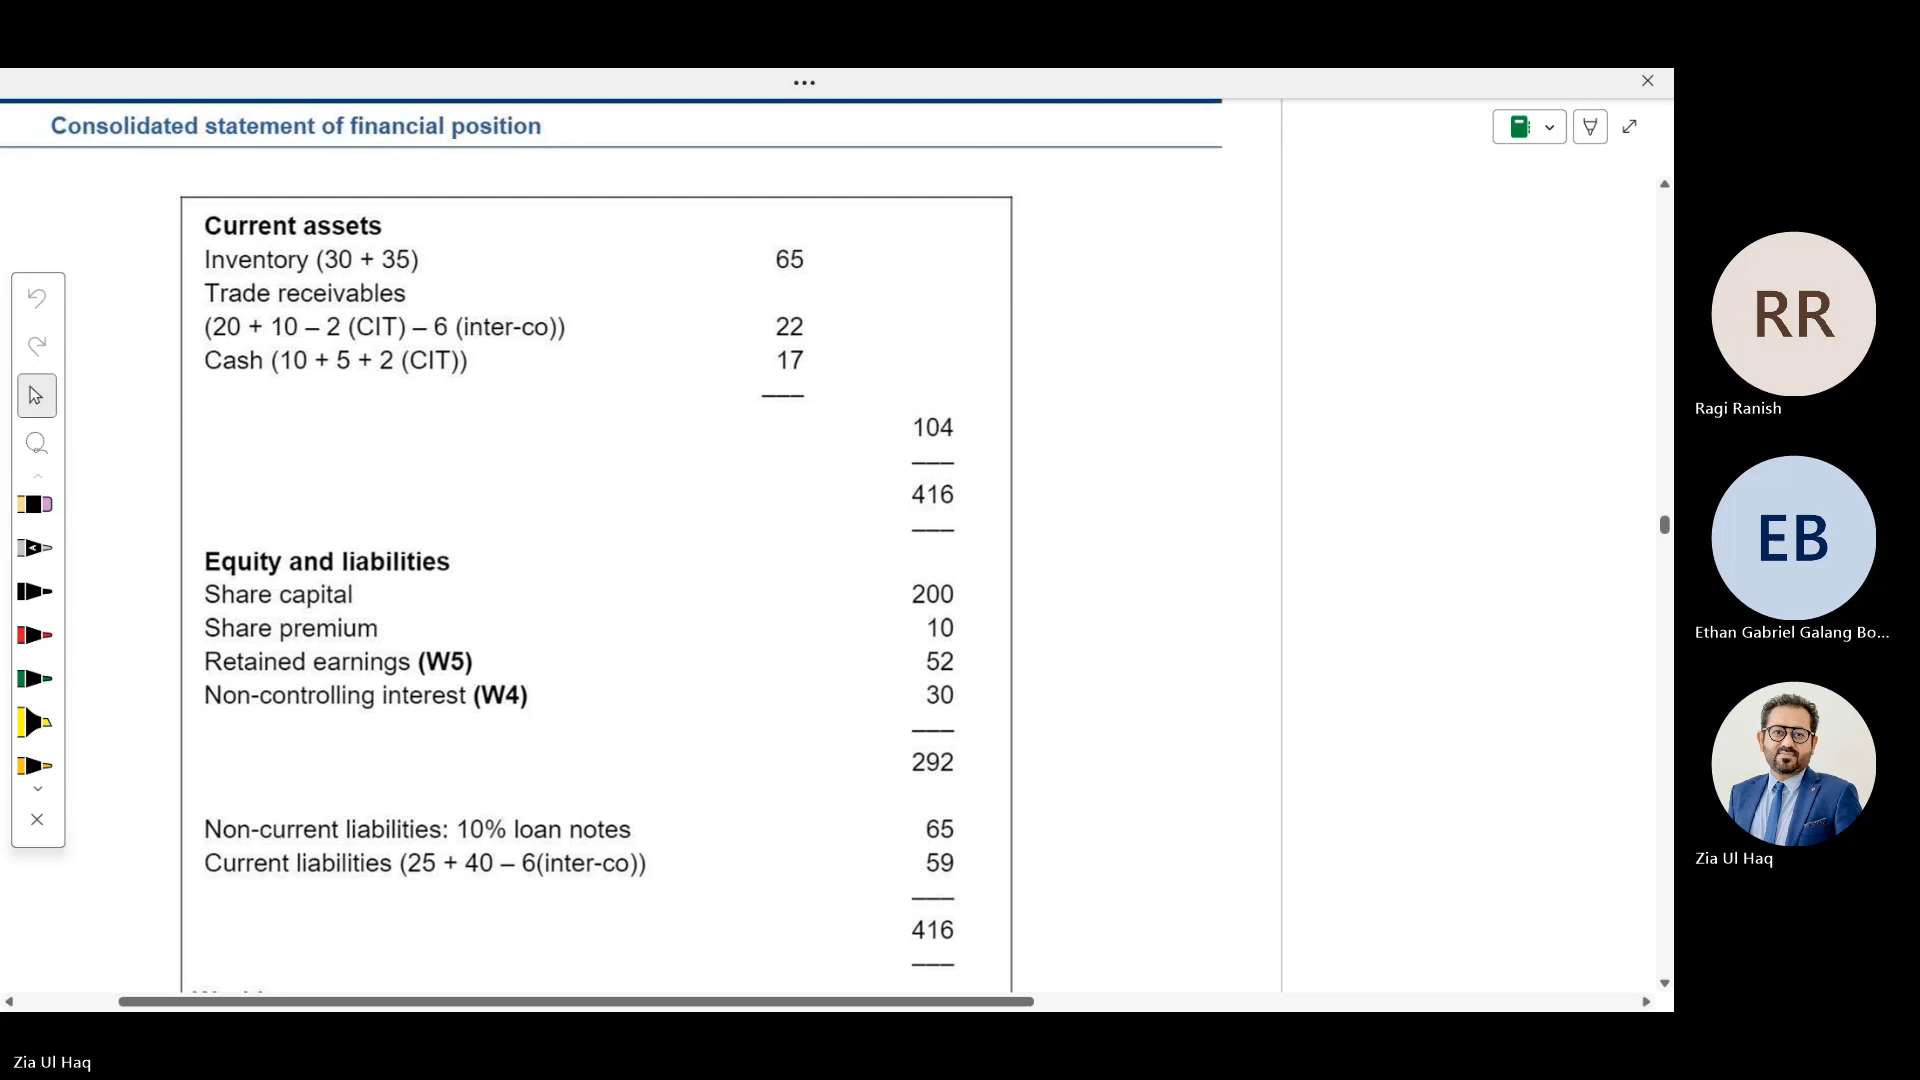 Consolidated statement of financial position
Current assets
Inventory (30 + 35) 65
Trade receivables
(20 + 10 – 2 (CIT) – 6 (inter-co)) 22
Cash (10 + 5 + 2 (CIT)) 17
104
416
Equity and liabilities
Share capital 200
Share premium 10
Retained earnings (W5) 52
Non-controlling interest (W4) 30
292
Non-current liabilities: 10% loan notes 65
Current liabilities (25 + 40 – 6(inter-co)) 59
416
RR
Ragi Ranish
EB
Ethan Gabriel Galang Bo...
Zia Ul Haq
Zia Ul Haq